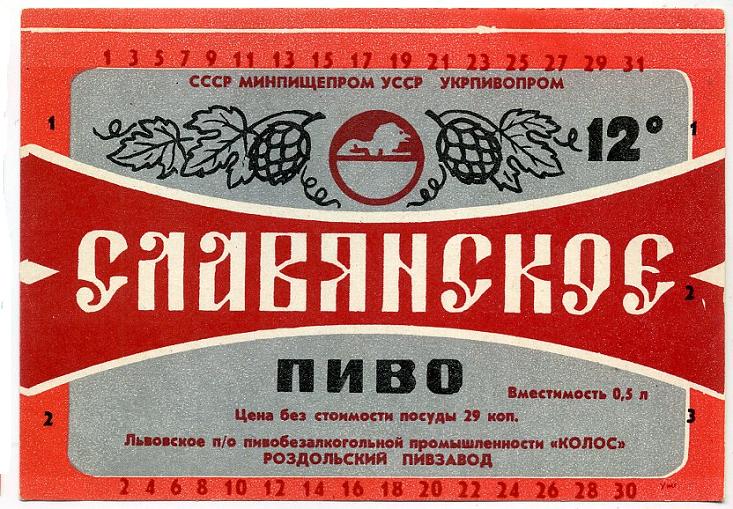 1 3 5 7 9 11 13 15 17 19 21 23 25 27 29 31
СССР МИНПИЩЕПРОМ УССР УКРПИВОПРОМ
1
12°
1
СЛАВЯНСКОЕ
2
ПИВО
Вместимость 0,5 л
2
Цена без стоимости посуды 29 коп.
3
Львовское п/о пивобезалкогольной промышленности «КОЛОС»
РОЗДОЛЬСКИЙ ПИВЗАВОД
2 4 6 8 10 12 14 16 18 20 22 24 26 28 30